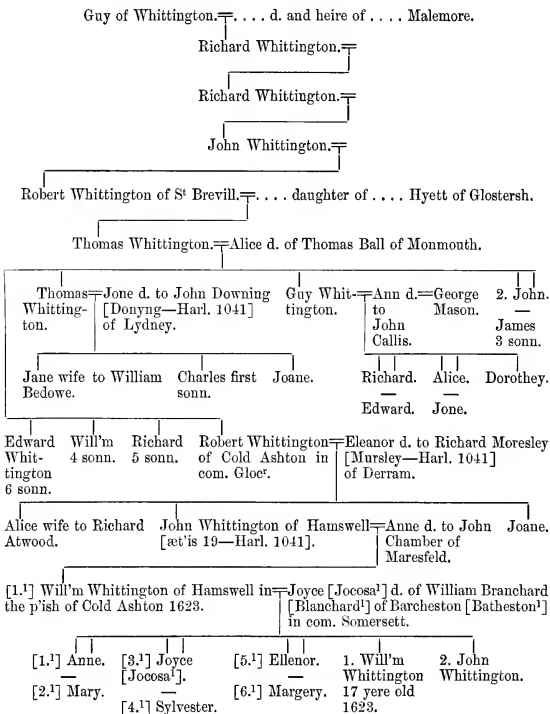 Guy of Whittington. . . . . d. and heire of . . . . Malemore.
Richard Whittington.
Richard Whittington.
John Whittington.
Robert Whittington of Sᵗ Brevill. . . . . daughter of . . . . Hyett of Glostersh.
Thomas Whittington. Alice d. of Thomas Ball of Monmouth.
Thomas Whitting-ton.
Jone d. to John Downing
[Donyng—Harl. 1041]
of Lydney.
Guy Whit-
tington.
Ann d.
to
John
Callis.
George
Mason.
2. John.
—
James
3 sonn.
Jane wife to William
Bedowe.
Charles first
sonn.
Joane.
Richard.
—
Edward.
Alice.
—
Jone.
Dorothey.
Edward
Whit-
tington
6 sonn.
Will'm
4 sonn.
Richard
5 sonn.
Robert Whittington
of Cold Ashton in
com. Glocʳ.
Eleanor d. to Richard Moresley
[Mursley—Harl. 1041]
of Derram.
Alice wife to Richard
Atwood.
John Whittington of Hamswell
[æt'is 19—Harl. 1041].
Anne d. to John
Chamber of
Maresfeld.
Joane.
[1.¹] Will'm Whittington of Hamswell in
the p'ish of Cold Ashton 1623.
Joyce [Jocosa¹] d. of William Branchard
[Blanchard¹] of Barcheston [Batheston¹]
in com. Somersett.
[1.¹] Anne.
—
[2.¹] Mary.
[3.¹] Joyce
[Jocosa¹].
—
[4.¹] Sylvester.
[5.¹] Ellenor.
—
[6.¹] Margery.
1. Will'm
Whittington
17 yere old
1623.
2. John
Whittington.